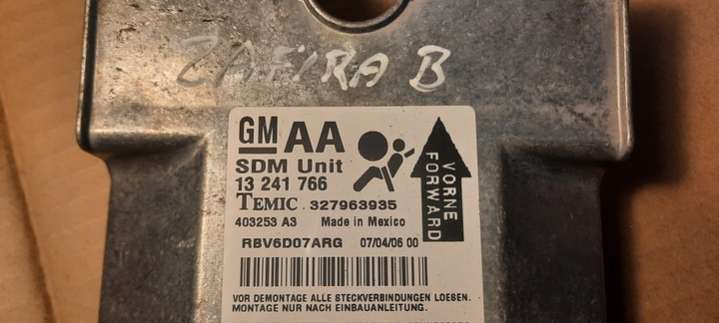 ZAFIRA B
GM AA
SDM Unit
13 241 766
TEMIC 327963935
403253 A3 Made in Mexico
RBV6D07ARG 07/04/06 00
VORNE
FORWARD
VOR DEMONTAGE ALLE STECKVERBINDUNGEN LOESEN.
MONTAGE NUR NACH EINBAUANLEITUNG.